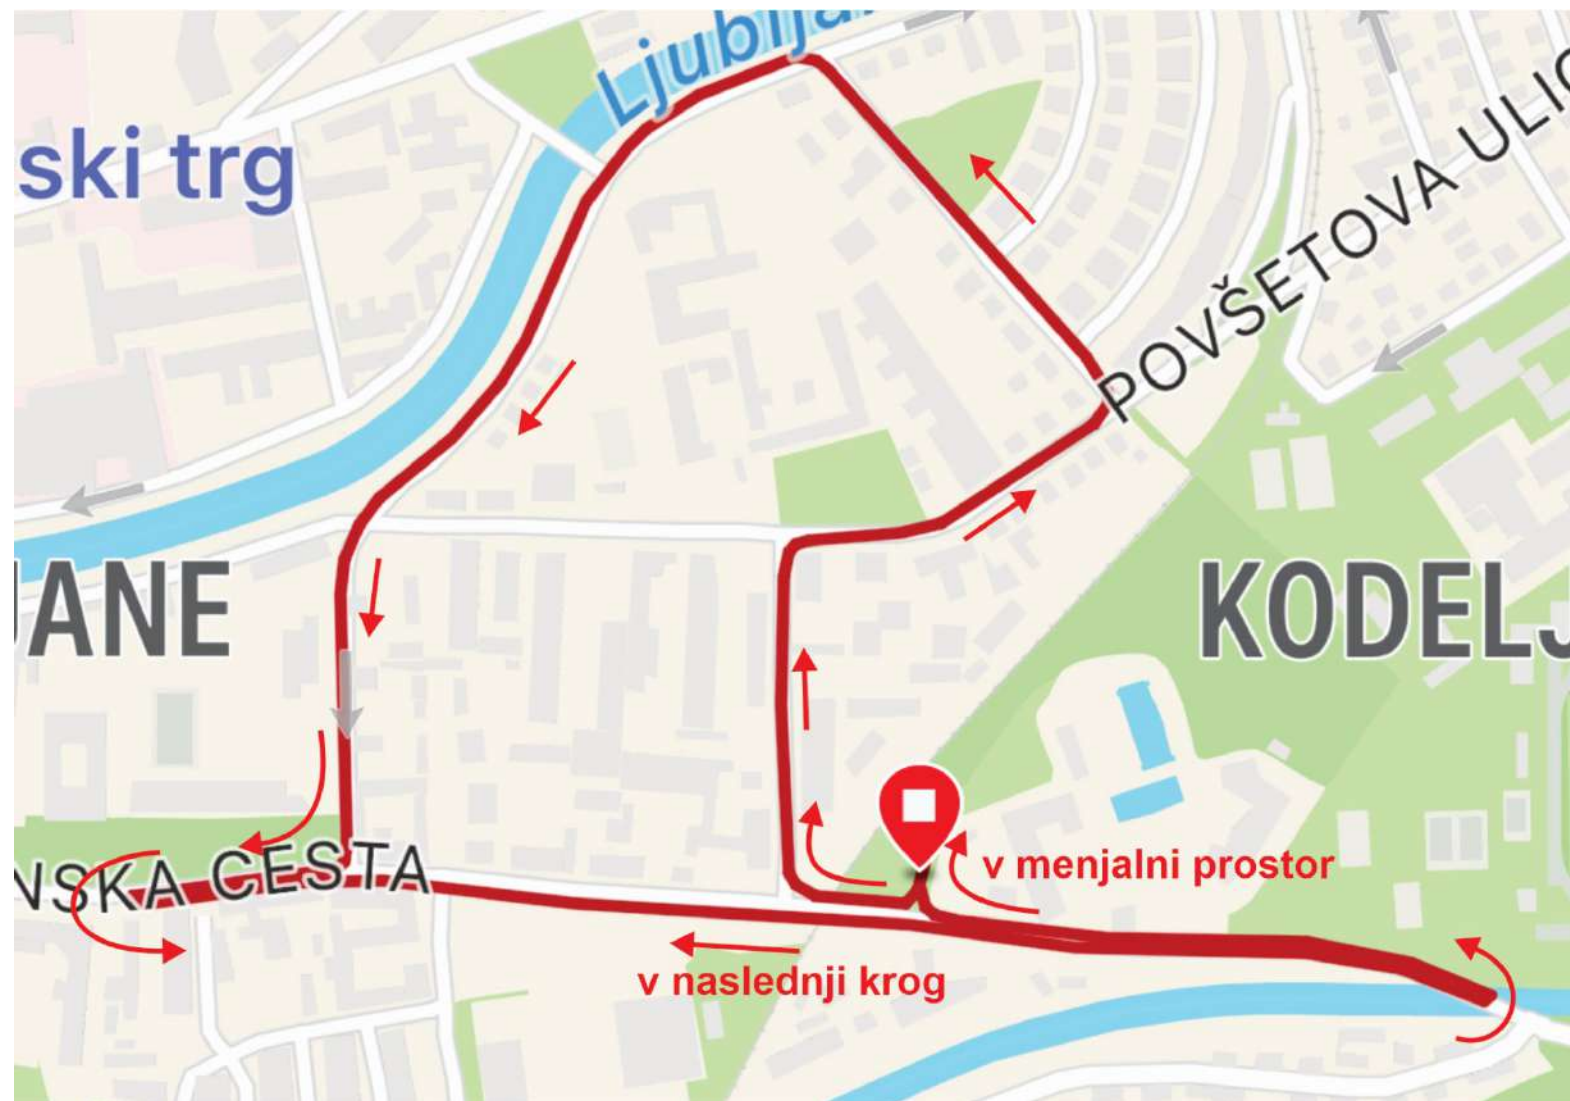 Ljublja
ski trg
POVŠETOVA ULIC
JANE
KODELJ
NSKA CESTA
v menjalni prostor
v naslednji krog